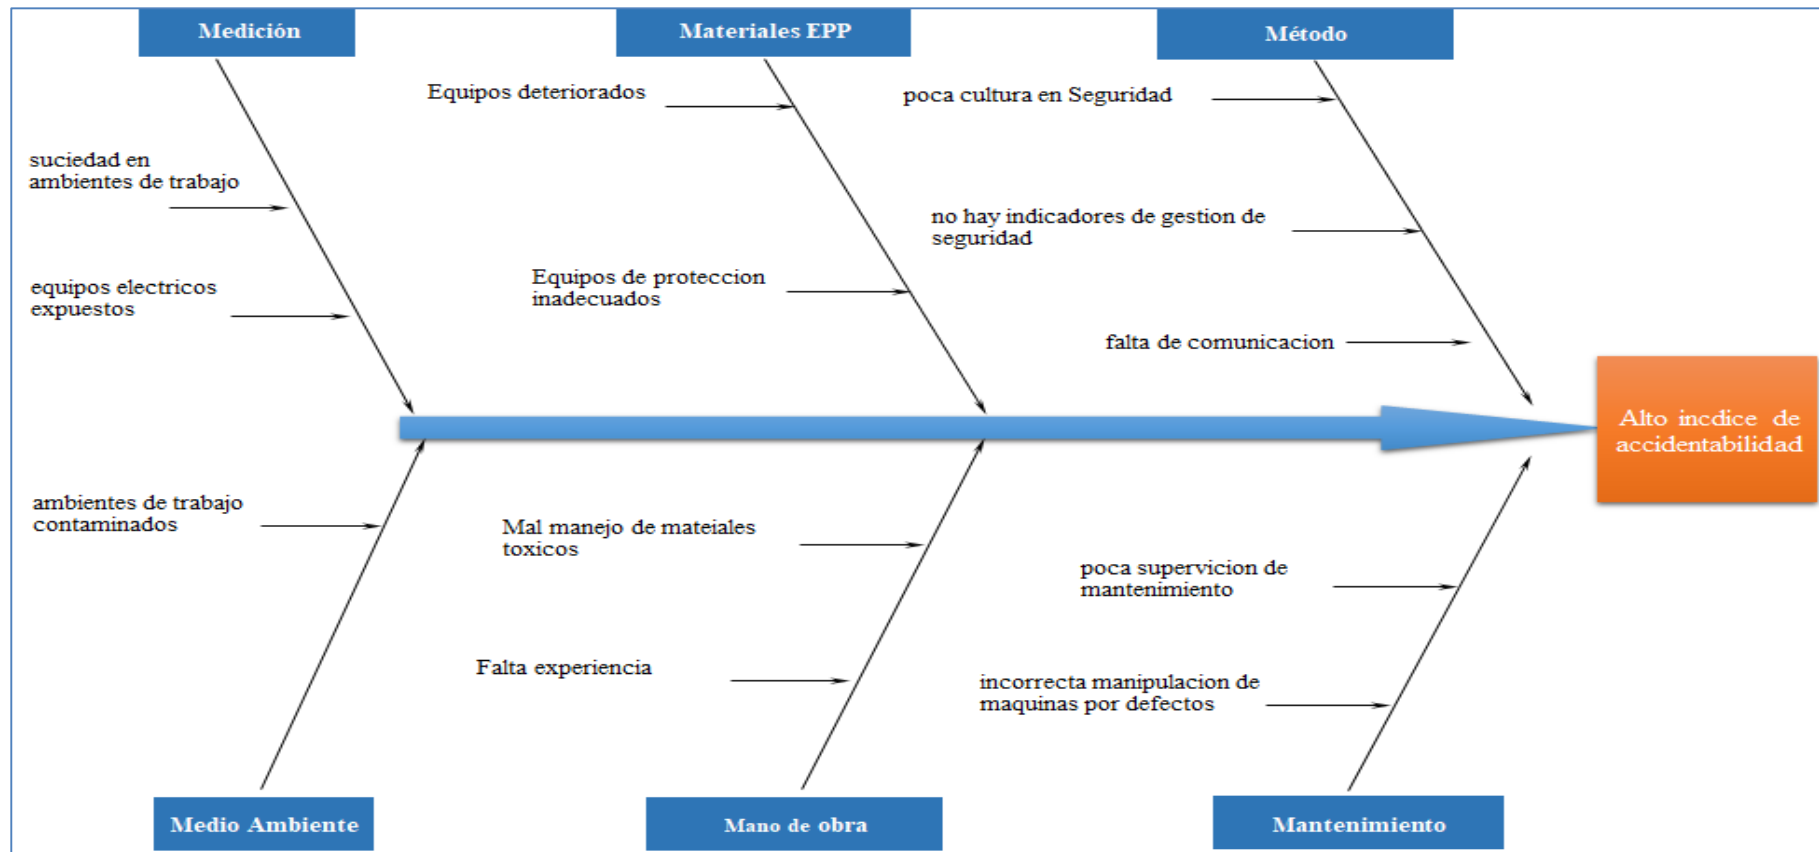 Medición
Materiales EPP
Método
Equipos deteriorados
poca cultura en Seguridad
suciedad en
ambientes de trabajo
no hay indicadores de gestion de
seguridad
equipos electricos
expuestos
Equipos de proteccion
inadecuados
falta de comunicacion
Alto incdice de
accidentabilidad
ambientes de trabajo
contaminados
Mal manejo de mateiales
toxicos
poca supervicion de
mantenimiento
Falta experiencia
incorrecta manipulacion de
maquinas por defectos
Medio Ambiente
Mano de obra
Mantenimiento